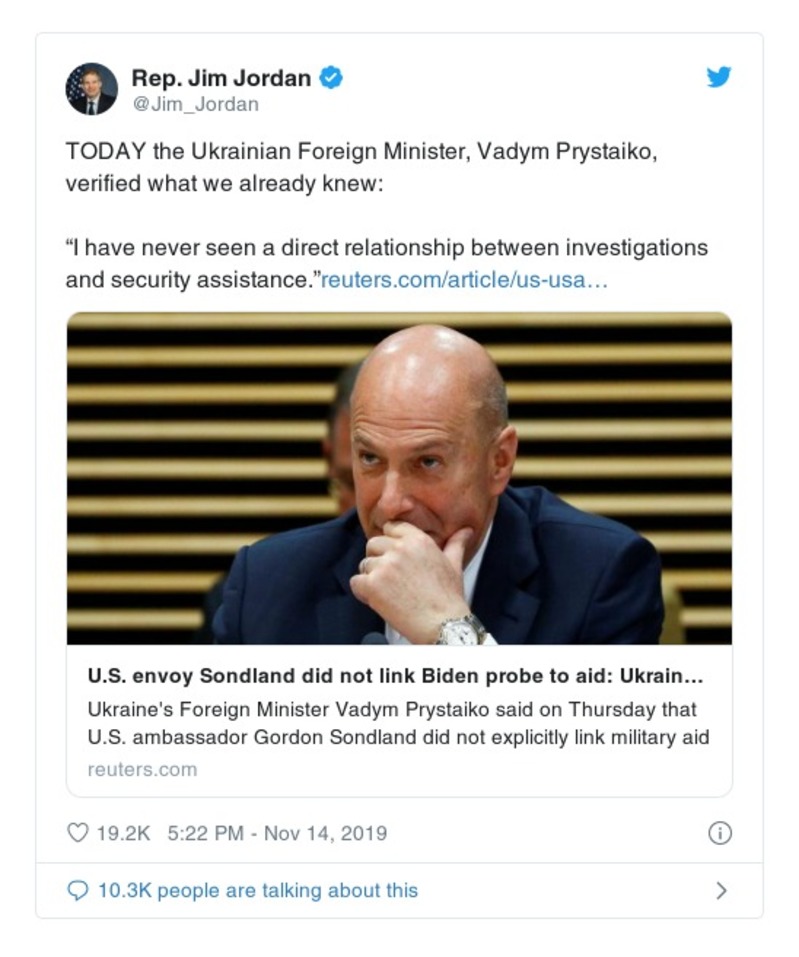 Rep. Jim Jordan
@Jim_Jordan
TODAY the Ukrainian Foreign Minister, Vadym Prystaiko,
verified what we already knew:
“I have never seen a direct relationship between investigations
and security assistance.”reuters.com/article/us-usa…
U.S. envoy Sondland did not link Biden probe to aid: Ukrain...
Ukraine's Foreign Minister Vadym Prystaiko said on Thursday that
U.S. ambassador Gordon Sondland did not explicitly link military aid
reuters.com
19.2K 5:22 PM - Nov 14, 2019
10.3K people are talking about this